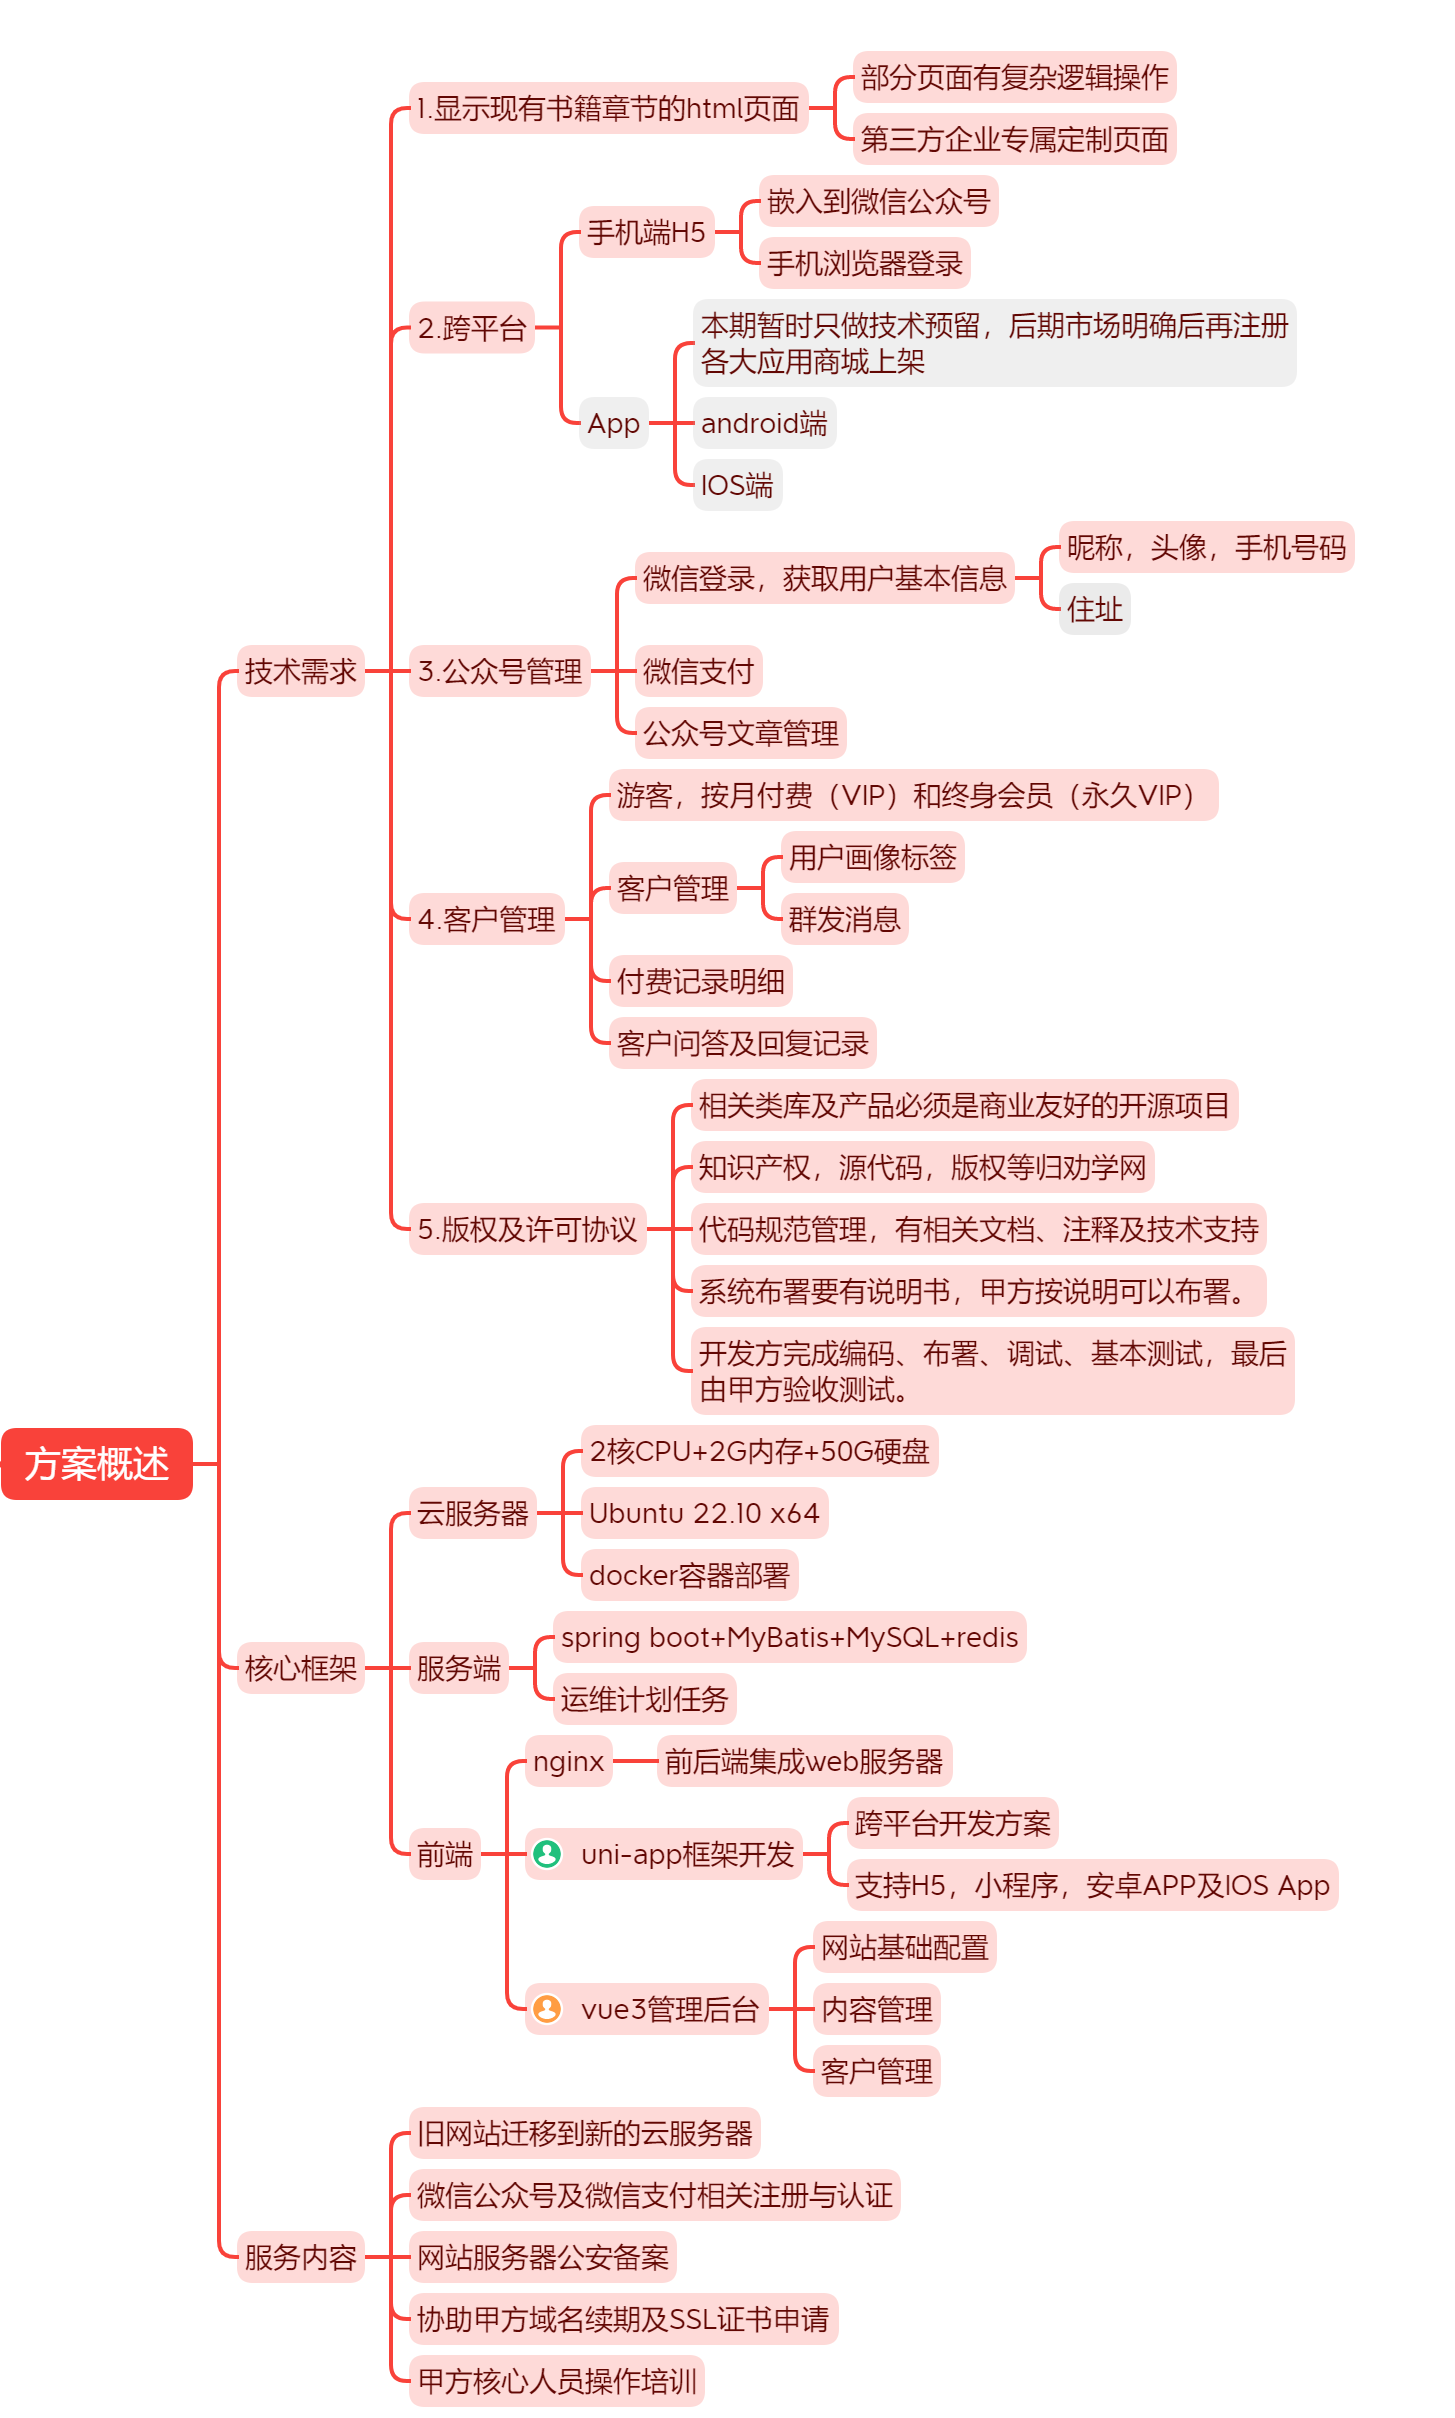 方案概述
技术需求
1.显示现有书籍章节的html页面
部分页面有复杂逻辑操作
第三方企业专属定制页面
2.跨平台
手机端H5
嵌入到微信公众号
手机浏览器登录
App
本期暂时只做技术预留，后期市场明确后再注册
各大应用商城上架
android端
IOS端
3.公众号管理
微信登录，获取用户基本信息
昵称，头像，手机号码
住址
微信支付
公众号文章管理
4.客户管理
游客，按月付费（VIP）和终身会员（永久VIP）
客户管理
用户画像标签
群发消息
付费记录明细
客户问答及回复记录
5.版权及许可协议
相关类库及产品必须是商业友好的开源项目
知识产权，源代码，版权等归劝学网
代码规范管理，有相关文档、注释及技术支持
系统布署要有说明书，甲方按说明可以布署。
开发方完成编码、布署、调试、基本测试，最后
由甲方验收测试。
核心框架
云服务器
2核CPU+2G内存+50G硬盘
Ubuntu 22.10 x64
docker容器部署
服务端
spring boot+MyBatis+MySQL+redis
运维计划任务
前端
nginx
前后端集成web服务器
uni-app框架开发
跨平台开发方案
支持H5，小程序，安卓APP及IOS App
vue3管理后台
网站基础配置
内容管理
客户管理
服务内容
旧网站迁移到新的云服务器
微信公众号及微信支付相关注册与认证
网站服务器公安备案
协助甲方域名续期及SSL证书申请
甲方核心人员操作培训